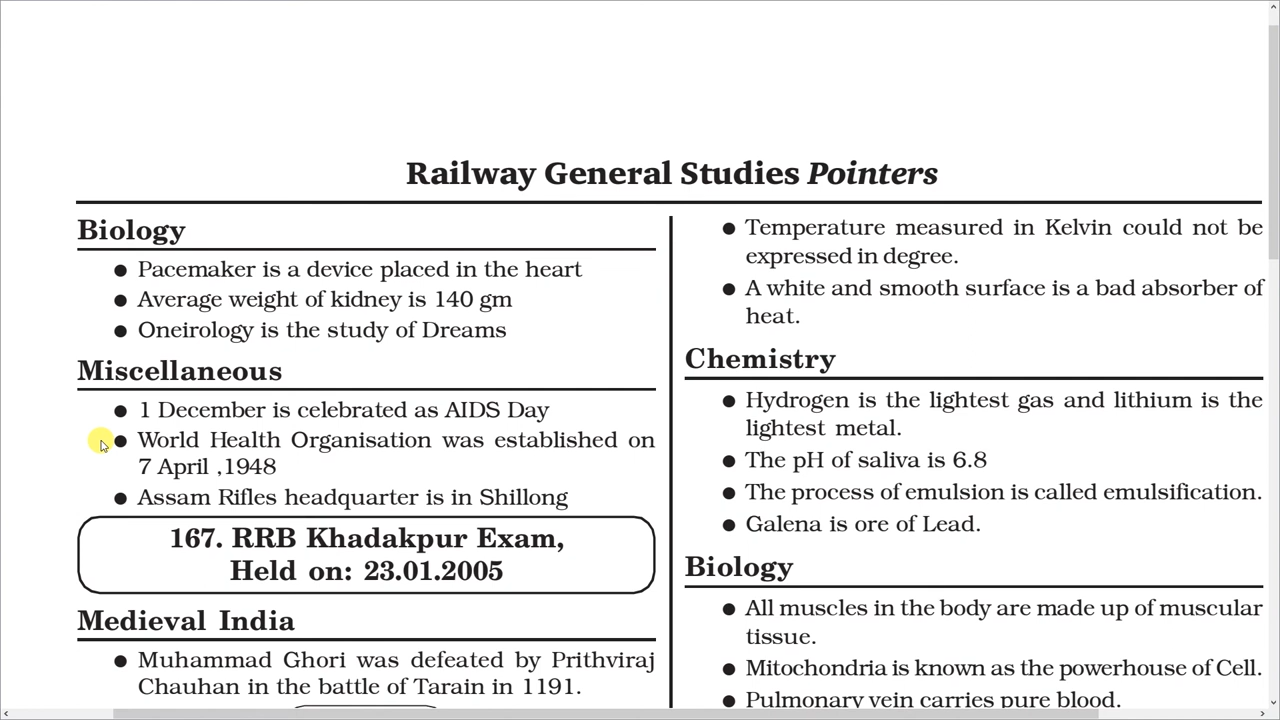 Railway General Studies Pointers
Biology
● Pacemaker is a device placed in the heart
● Average weight of kidney is 140 gm
● Oneirology is the study of Dreams
Miscellaneous
● 1 December is celebrated as AIDS Day
● World Health Organisation was established on
7 April ,1948
● Assam Rifles headquarter is in Shillong
167. RRB Khadakpur Exam,
Held on: 23.01.2005
Medieval India
● Muhammad Ghori was defeated by Prithviraj
Chauhan in the battle of Tarain in 1191.
● Temperature measured in Kelvin could not be
expressed in degree.
● A white and smooth surface is a bad absorber of
heat.
Chemistry
● Hydrogen is the lightest gas and lithium is the
lightest metal.
● The pH of saliva is 6.8
● The process of emulsion is called emulsification.
● Galena is ore of Lead.
Biology
● All muscles in the body are made up of muscular
tissue.
● Mitochondria is known as the powerhouse of Cell.
● Pulmonary vein carries pure blood.